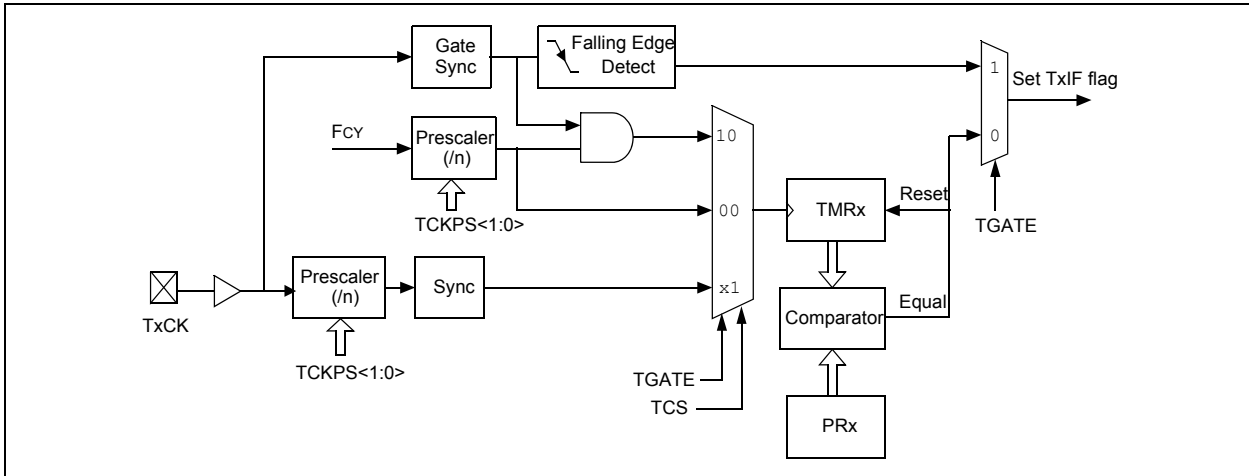 Gate
Sync
Falling Edge
Detect
1
Set TxIF flag
0
FCY
Prescaler
(/n)
10
TCKPS<1:0>
00
TMRx
Reset
TGATE
TxCK
Prescaler
(/n)
Sync
x1
Comparator
Equal
TCKPS<1:0>
TGATE
TCS
PRx